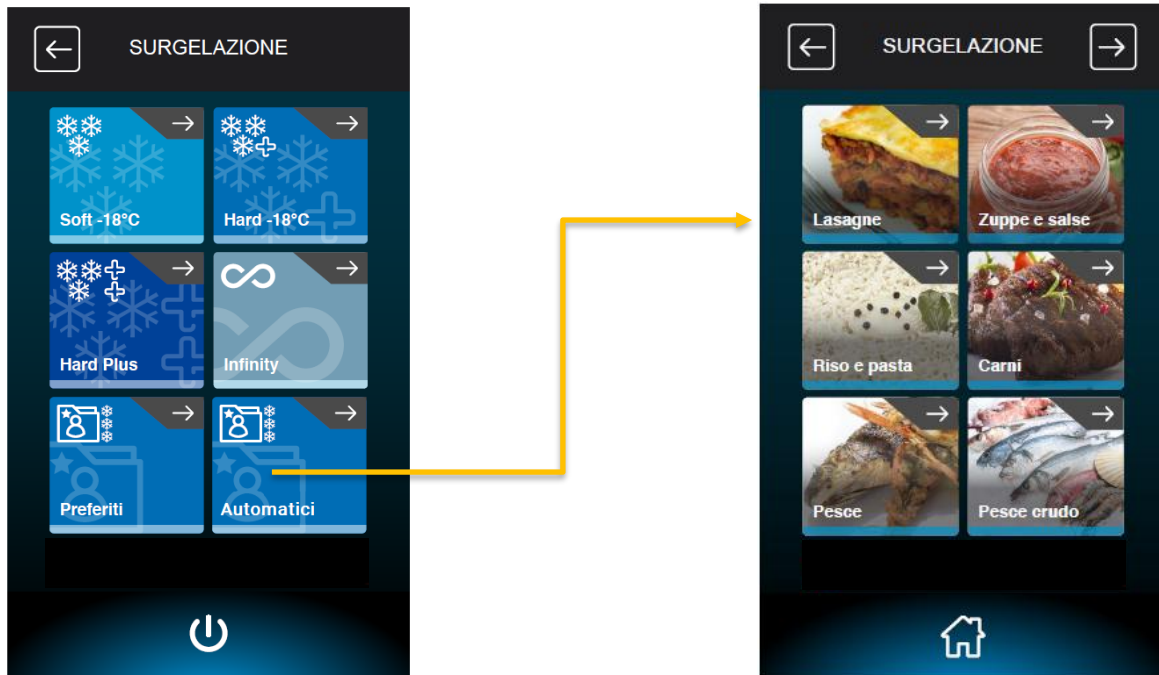 SURGELAZIONE
Soft -18°C
Hard -18°C
Hard Plus
Infinity
Preferiti
Automatici
SURGELAZIONE
Lasagne
Zuppe e salse
Riso e pasta
Carni
Pesce
Pesce crudo